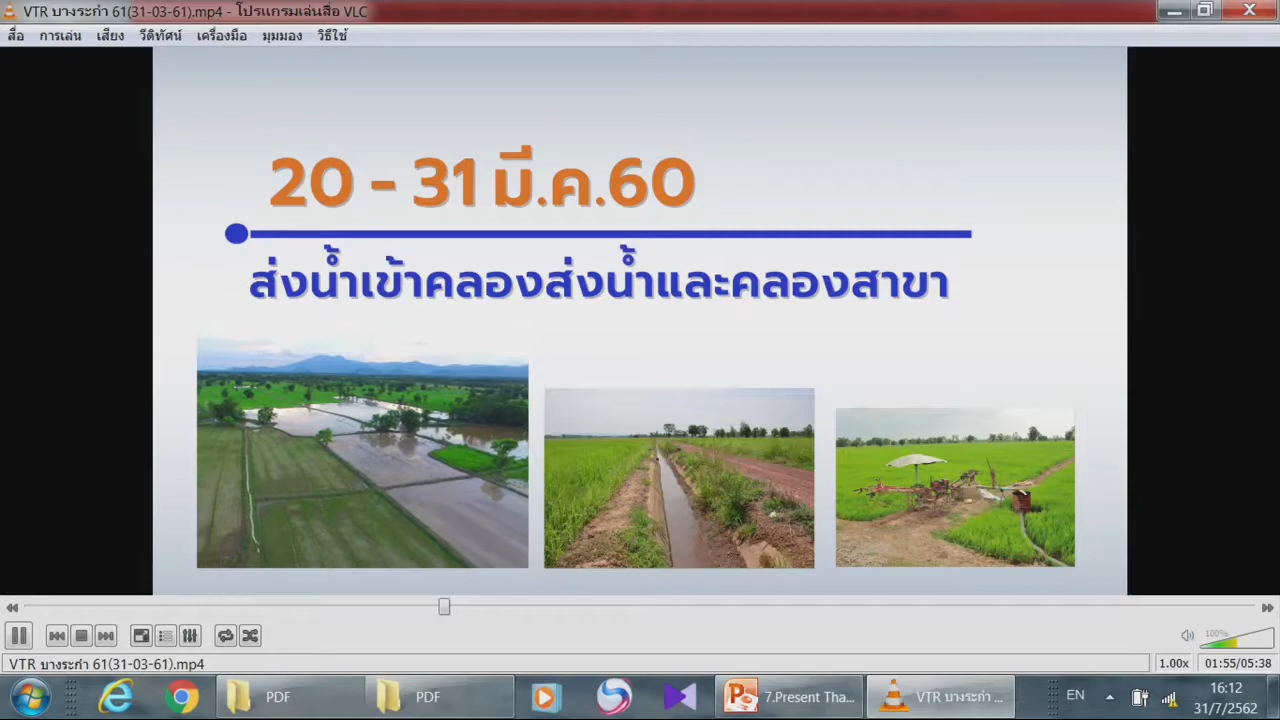 VTR บางระกำ 61(31-03-61).mp4 - โปรแกรมเล่นสื่อ VLC
สื่อ การเล่น เสียง วีดิทัศน์ เครื่องมือ มุมมอง วิธีใช้
20 - 31 มี.ค.60
ส่งน้ำเข้าคลองส่งน้ำและคลองสาขา
100%
VTR บางระกำ 61(31-03-61).mp4 1.00x 01:55/05:38
PDF PDF 7.Present Tha... VTR บางระกำ ... EN 16:12
31/7/2562